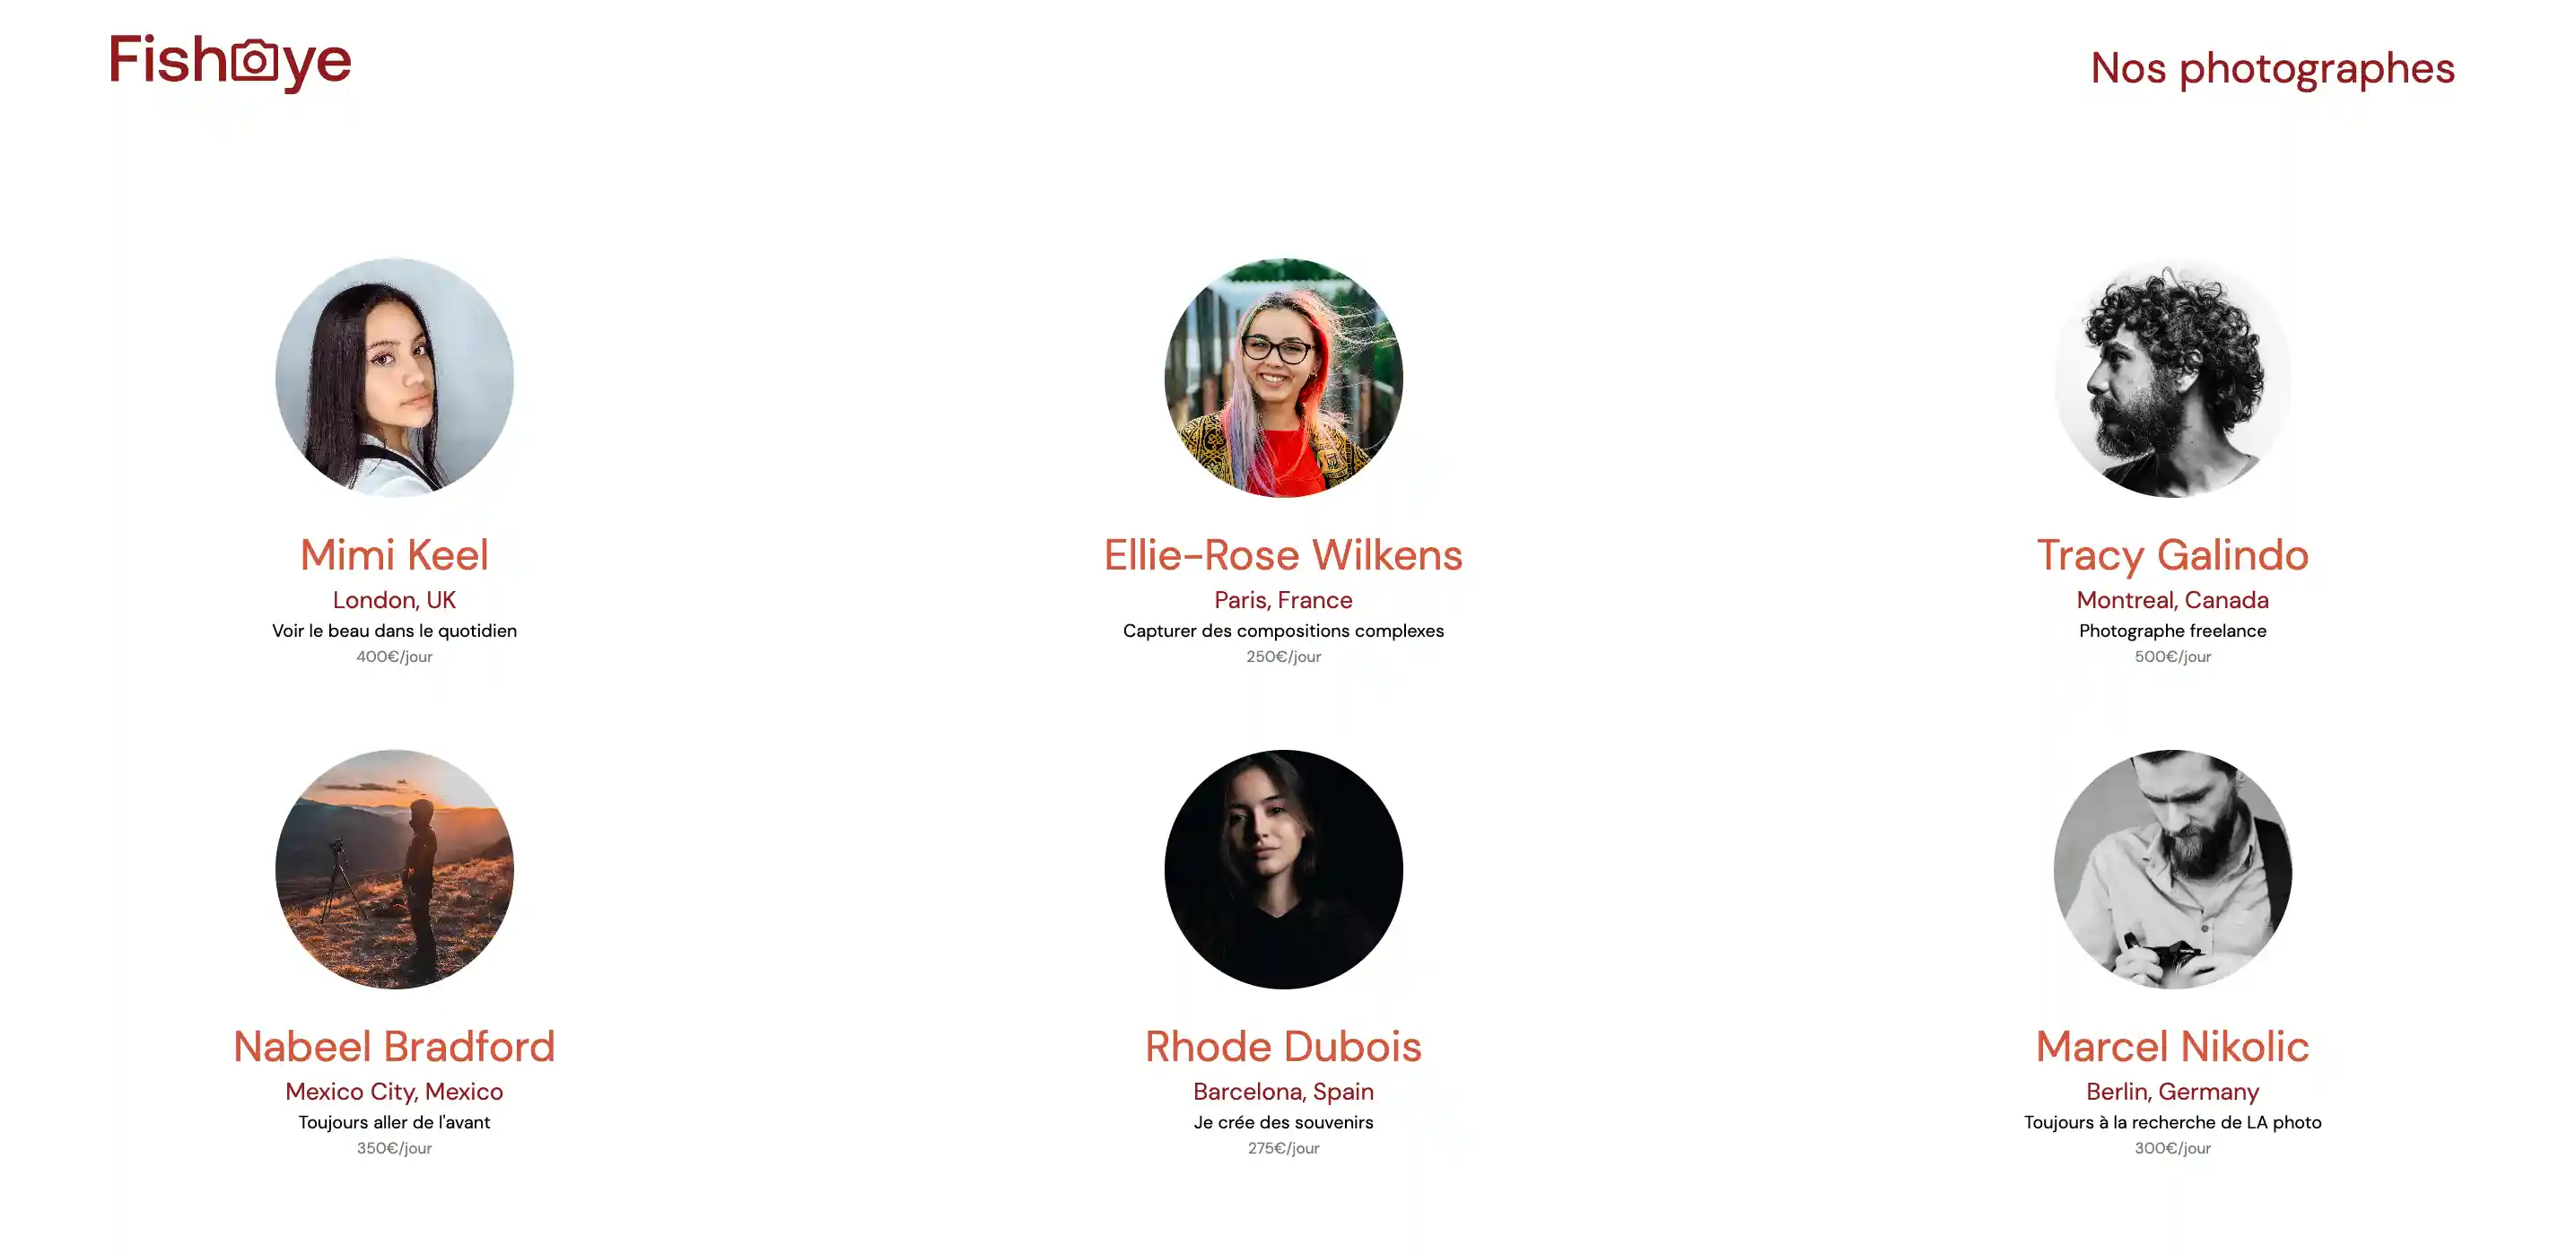 Fisheye
Nos photographes
Mimi Keel
London, UK
Voir le beau dans le quotidien
400€/jour
Ellie-Rose Wilkens
Paris, France
Capturer des compositions complexes
250€/jour
Tracy Galindo
Montreal, Canada
Photographe freelance
500€/jour
Nabeel Bradford
Mexico City, Mexico
Toujours aller de l'avant
350€/jour
Rhode Dubois
Barcelona, Spain
Je crée des souvenirs
275€/jour
Marcel Nikolic
Berlin, Germany
Toujours à la recherche de LA photo
300€/jour